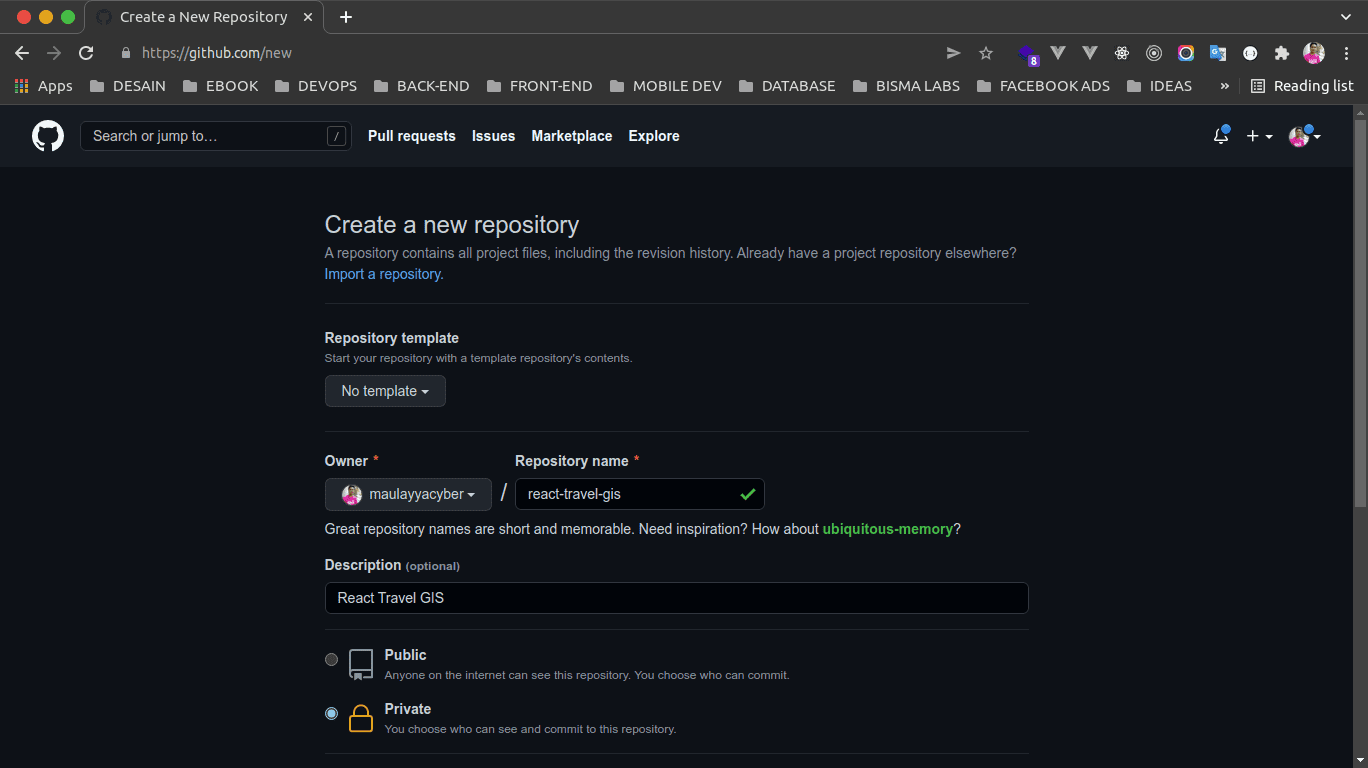 Create a New Repository
https://github.com/new
8
Apps DESAIN EBOOK DEVOPS BACK-END FRONT-END MOBILE DEV DATABASE BISMA LABS FACEBOOK ADS IDEAS » Reading list
Search or jump to… / Pull requests Issues Marketplace Explore
Create a new repository
A repository contains all project files, including the revision history. Already have a project repository elsewhere?
Import a repository.
Repository template
Start your repository with a template repository's contents.
No template
Owner * Repository name *
maulayyacyber / react-travel-gis
Great repository names are short and memorable. Need inspiration? How about ubiquitous-memory?
Description (optional)
React Travel GIS
Public
Anyone on the internet can see this repository. You choose who can commit.
Private
You choose who can see and commit to this repository.